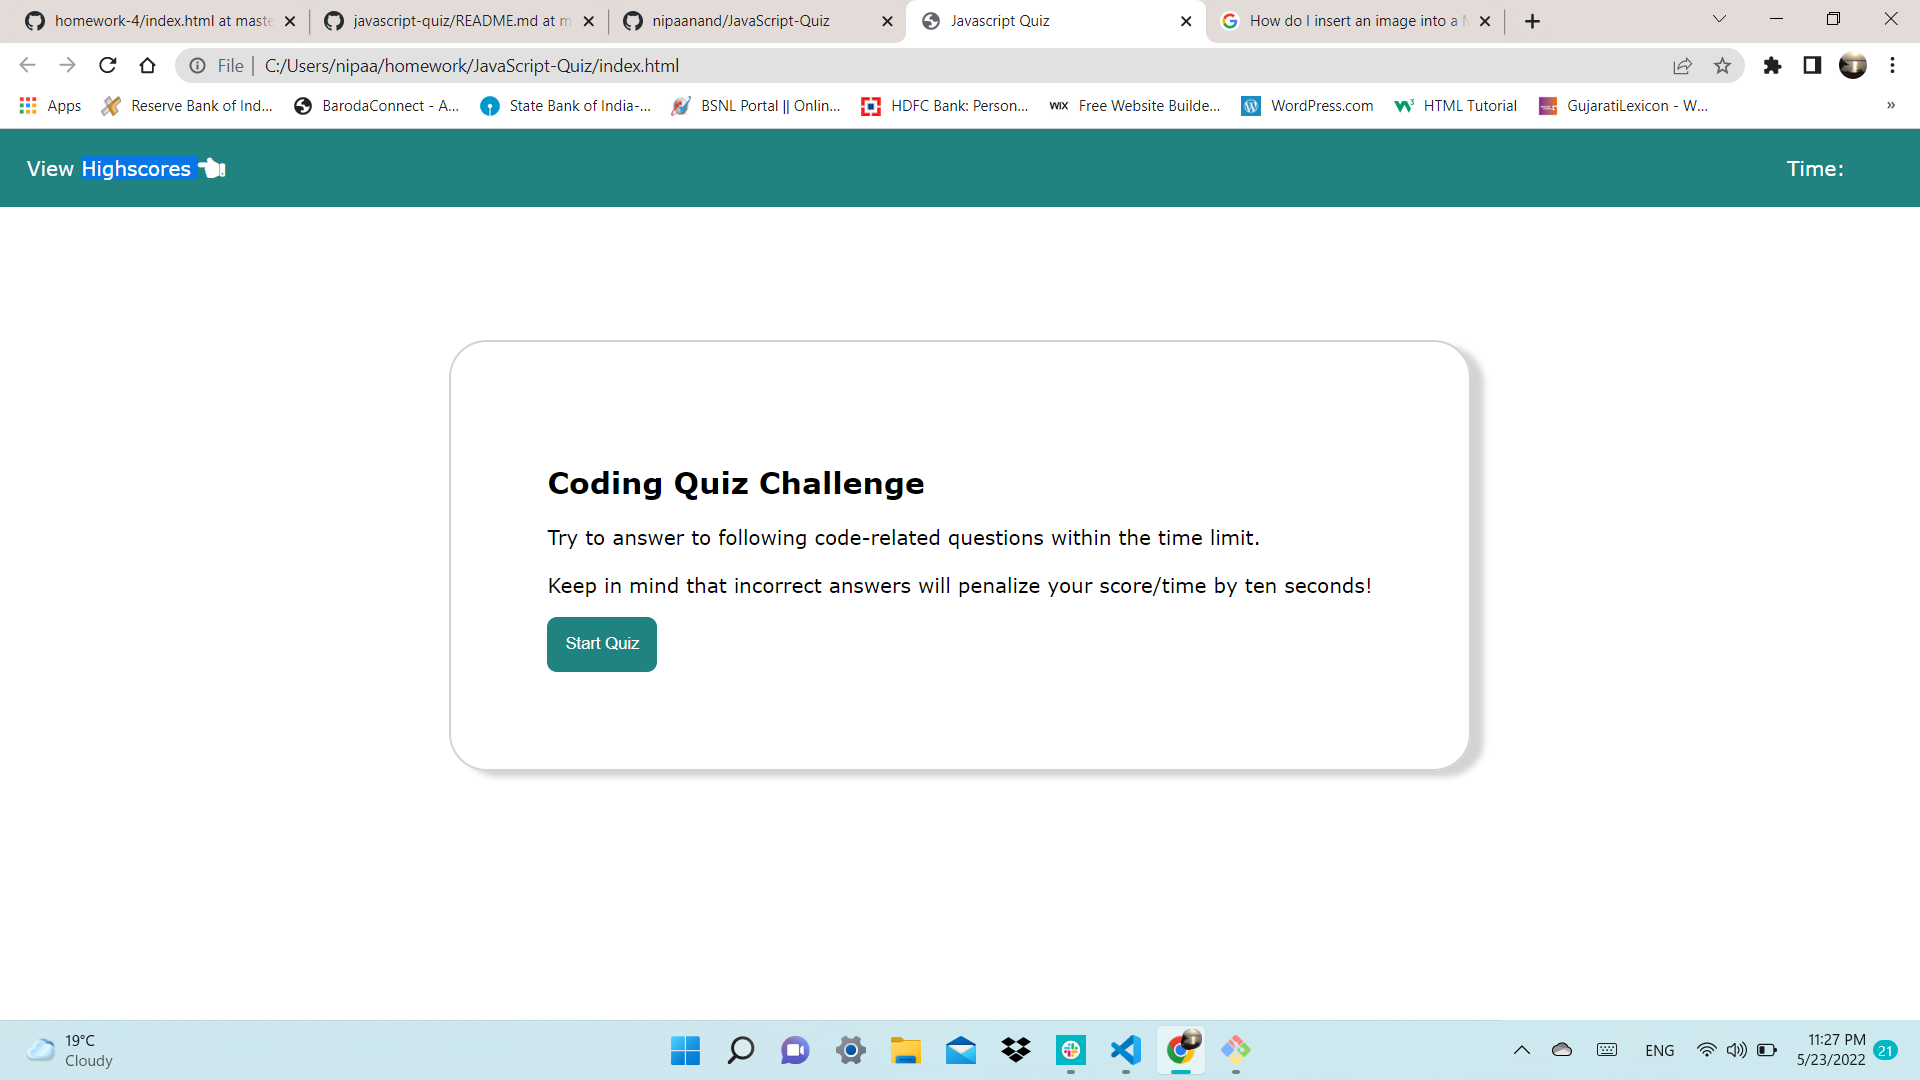 homework-4/index.html at maste
javascript-quiz/README.md at m
nipaanand/JavaScript-Quiz
Javascript Quiz
How do I insert an image into a M
File
C:/Users/nipaa/homework/JavaScript-Quiz/index.html
Apps
Reserve Bank of Ind...
BarodaConnect - A...
State Bank of India-...
BSNL Portal || Onlin...
HDFC Bank: Person...
WIX
Free Website Builde...
WordPress.com
HTML Tutorial
GujaratiLexicon - W...
»
View Highscores
Time:
Coding Quiz Challenge
Try to answer to following code-related questions within the time limit.
Keep in mind that incorrect answers will penalize your score/time by ten seconds!
Start Quiz
19°C
Cloudy
ENG
11:27 PM
5/23/2022
21